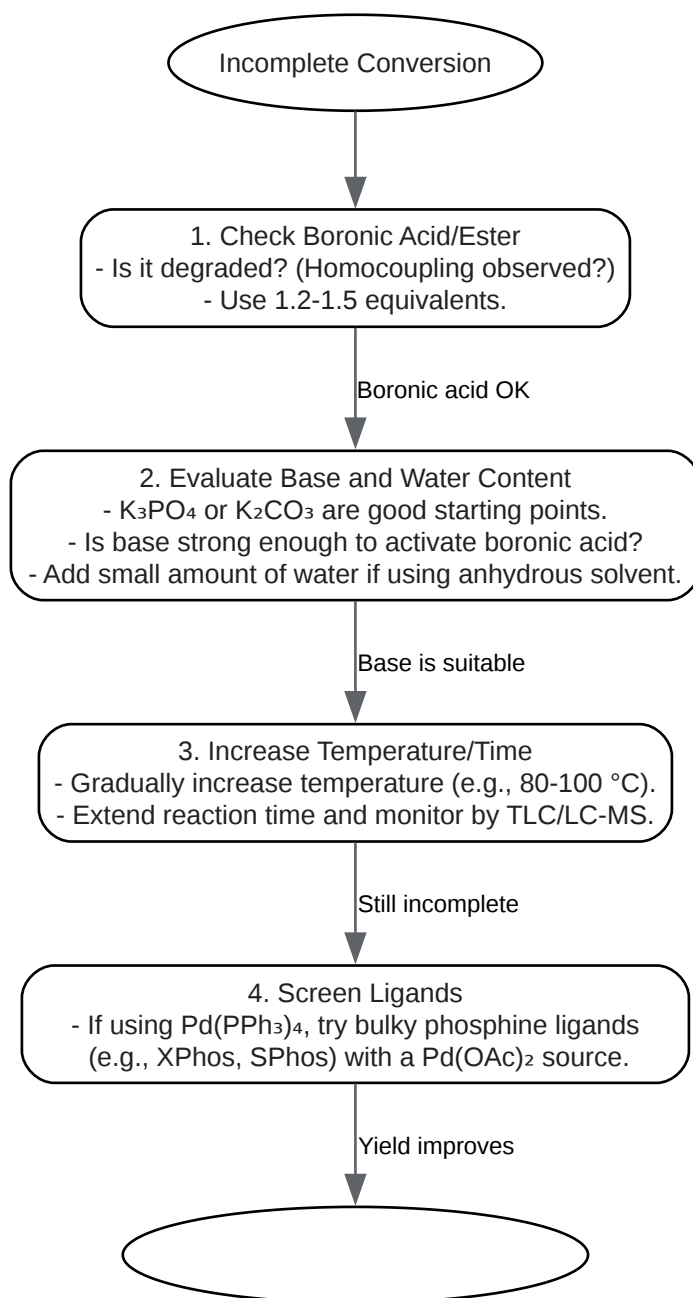 Incomplete Conversion
1. Check Boronic Acid/Ester
- Is it degraded? (Homocoupling observed?)
- Use 1.2-1.5 equivalents.
Boronic acid OK
2. Evaluate Base and Water Content
- K₃PO₄ or K₂CO₃ are good starting points.
- Is base strong enough to activate boronic acid?
- Add small amount of water if using anhydrous solvent.
Base is suitable
3. Increase Temperature/Time
- Gradually increase temperature (e.g., 80-100 °C).
- Extend reaction time and monitor by TLC/LC-MS.
Still incomplete
4. Screen Ligands
- If using Pd(PPh₃)₄, try bulky phosphine ligands
(e.g., XPhos, SPhos) with a Pd(OAc)₂ source.
Yield improves